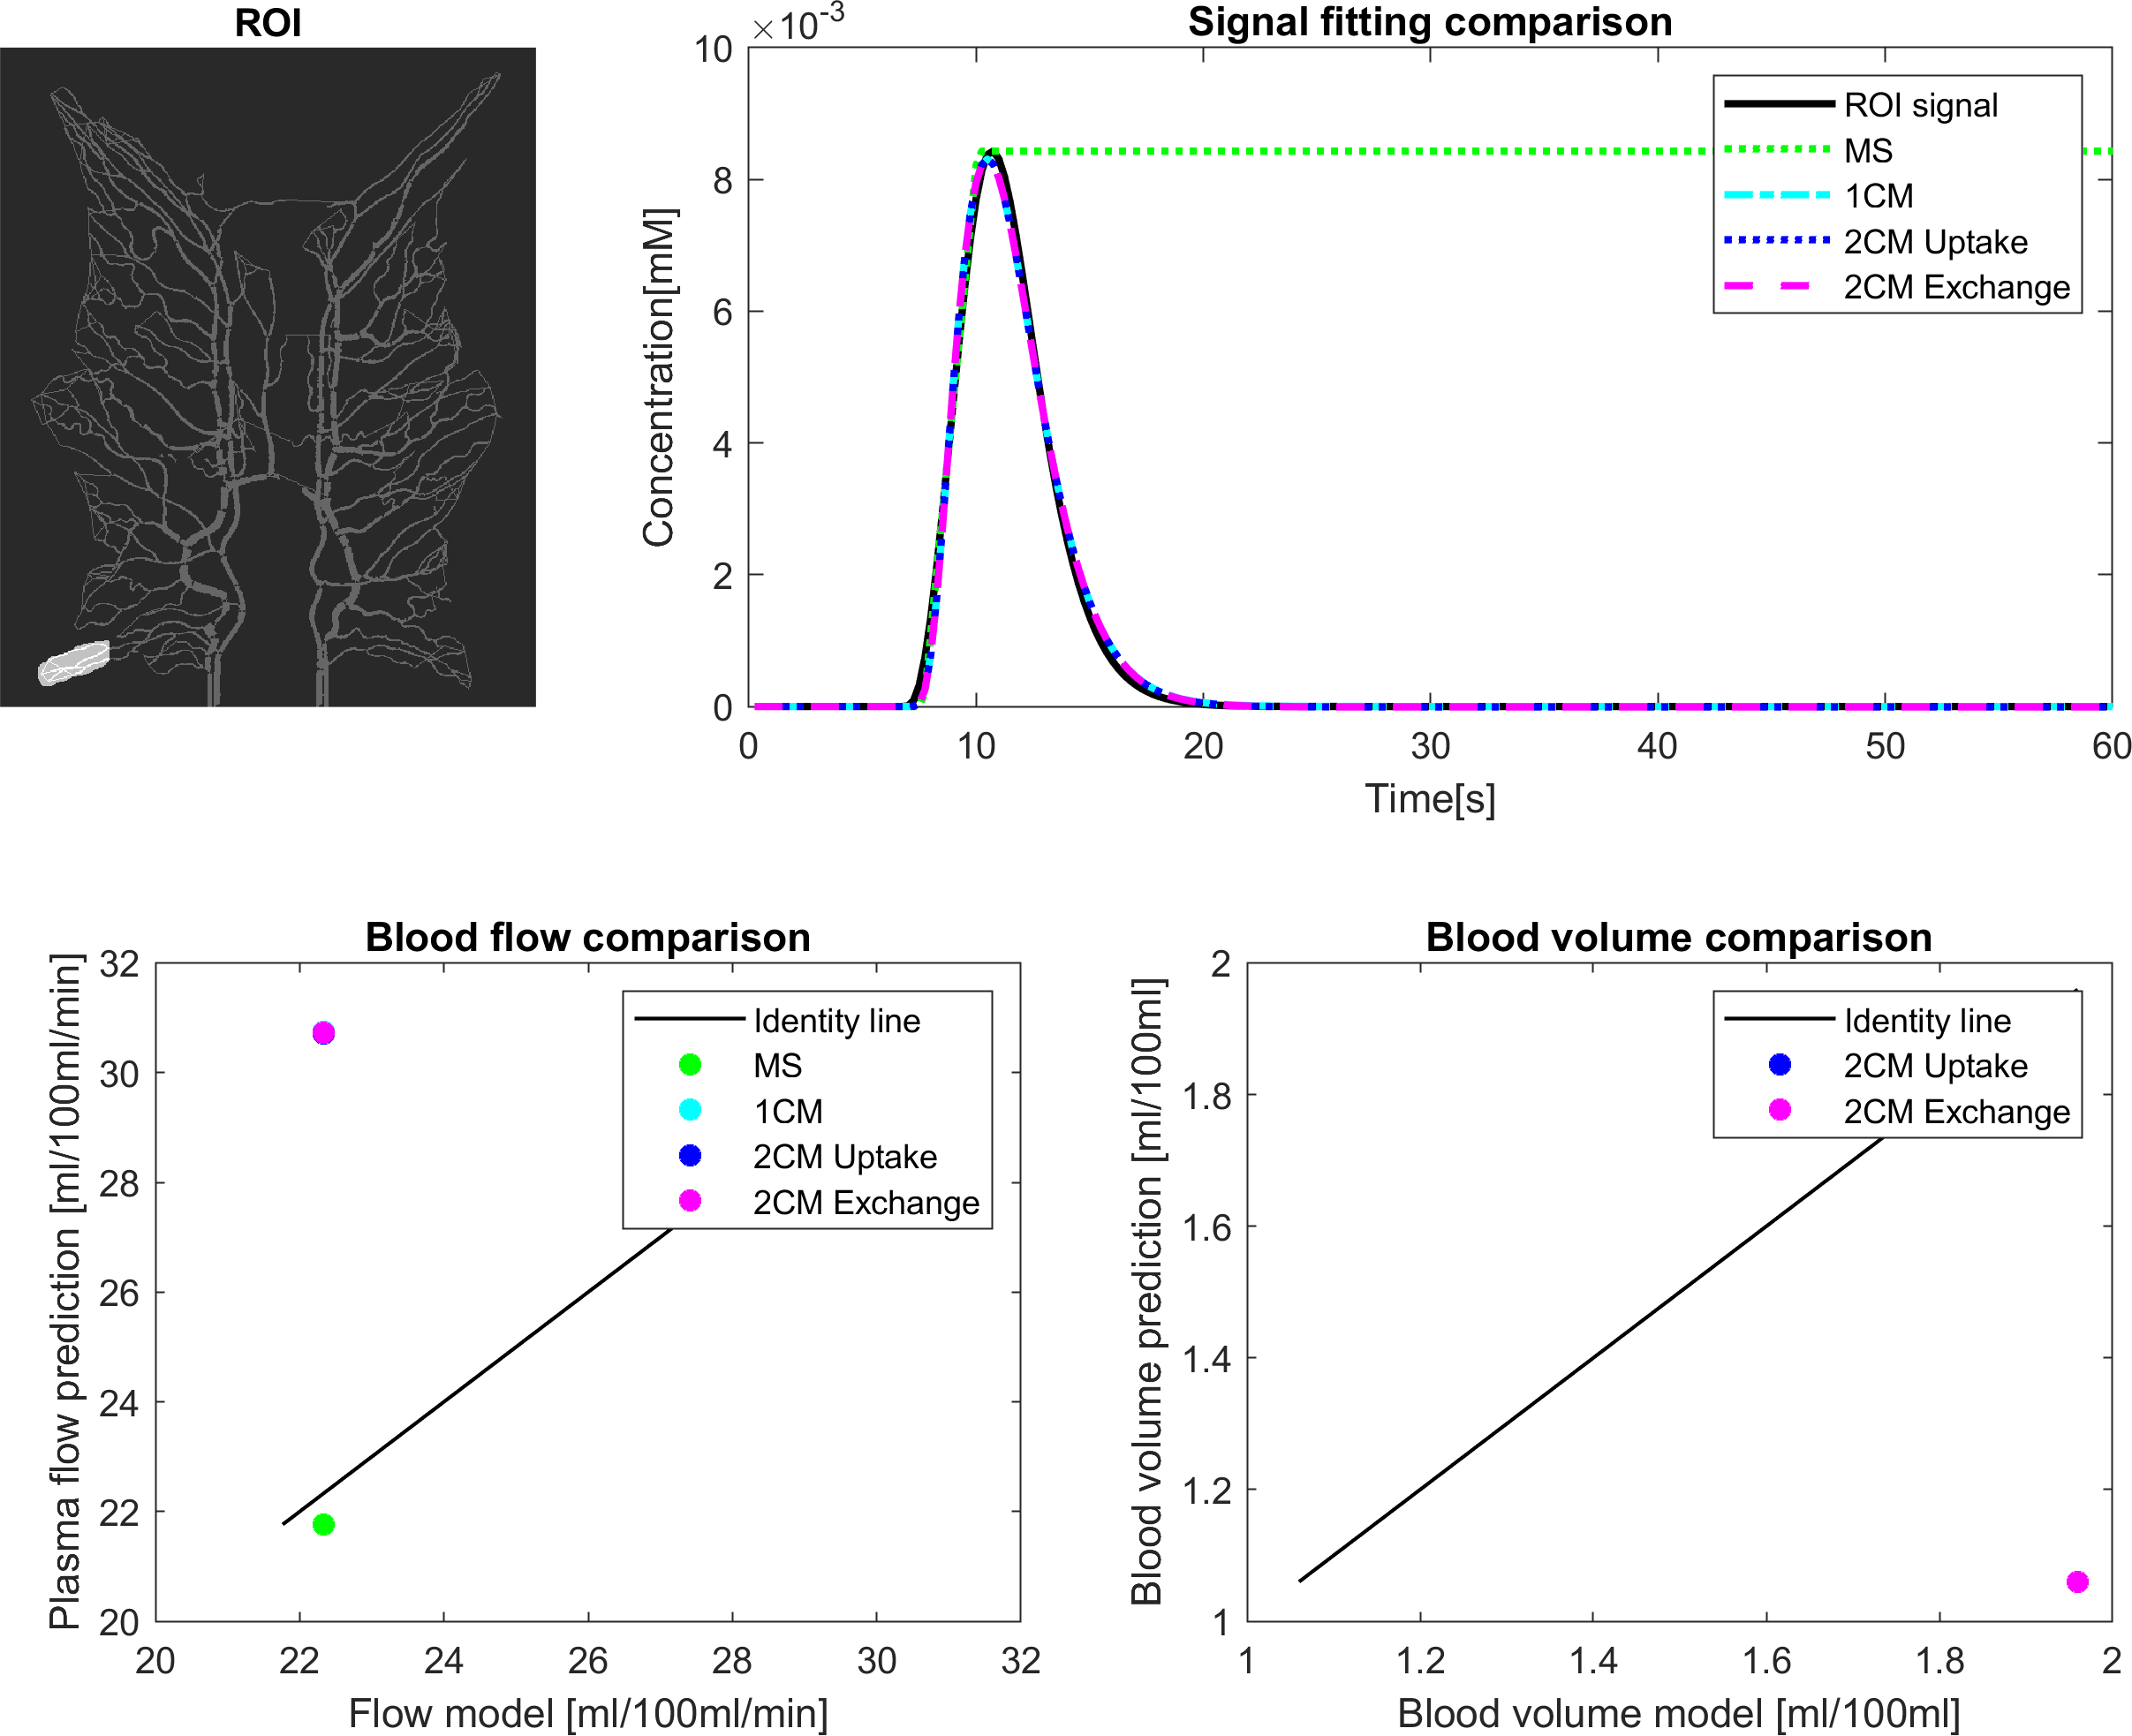 ROI
Signal fitting comparison
×10-3
10
8
6
4
2
0
Concentration[mM]
0 10 20 30 40 50 60
Time[s]
ROI signal
MS
1CM
2CM Uptake
2CM Exchange
Blood flow comparison
32
30
28
26
24
22
20
Plasma flow prediction [ml/100ml/min]
20 22 24 26 28 30 32
Flow model [ml/100ml/min]
Identity line
MS
1CM
2CM Uptake
2CM Exchange
Blood volume comparison
2
1.8
1.6
1.4
1.2
1
Blood volume prediction [ml/100ml]
1 1.2 1.4 1.6 1.8 2
Blood volume model [ml/100ml]
Identity line
2CM Uptake
2CM Exchange